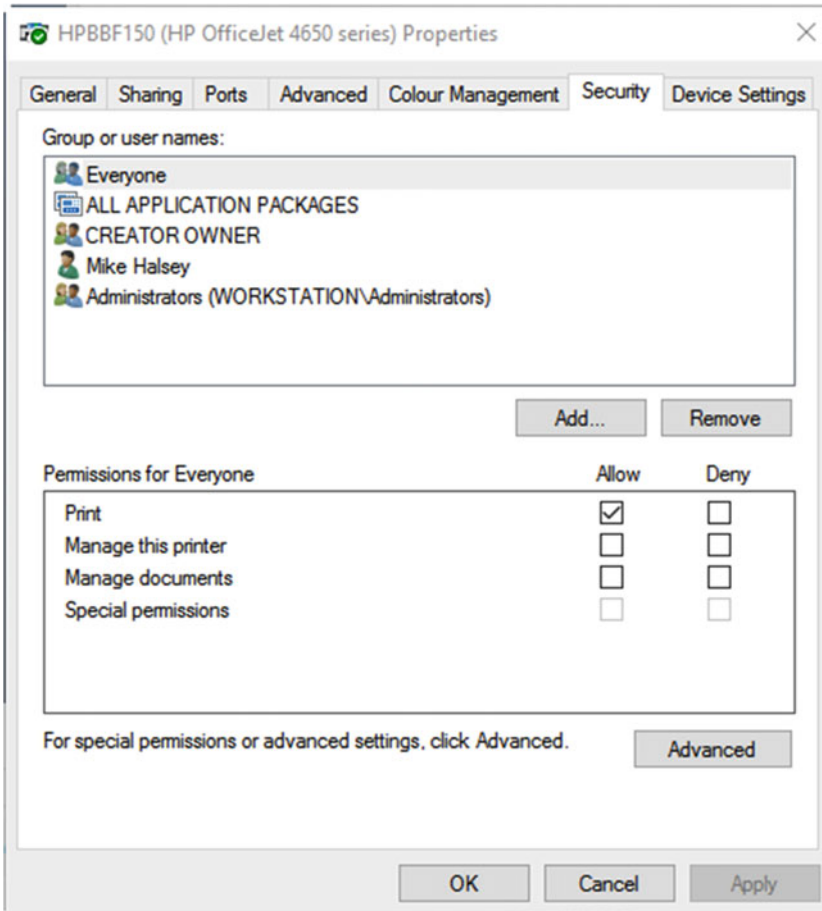 HPBBF150 (HP OfficeJet 4650 series) Properties
General Sharing Ports Advanced Colour Management Security Device Settings
Group or user names:
Everyone
ALL APPLICATION PACKAGES
CREATOR OWNER
Mike Halsey
Administrators (WORKSTATION\Administrators)
Add... Remove
Permissions for Everyone Allow Deny
Print
Manage this printer
Manage documents
Special permissions
For special permissions or advanced settings, click Advanced. Advanced
OK Cancel Apply